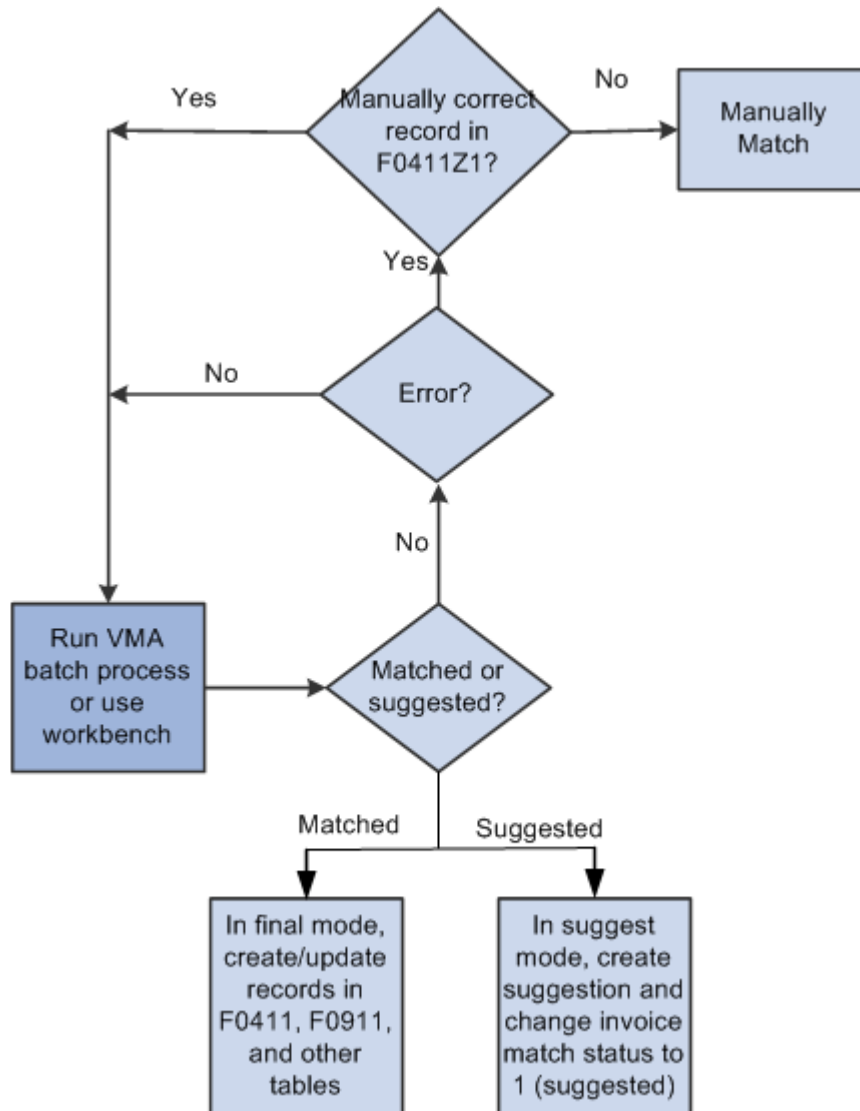 Yes
Manually correct
record in
F0411Z1?
No
Manually
Match
Yes
No
Error?
No
Run VMA
batch process
or use
workbench
Matched or
suggested?
Matched
Suggested
In final mode,
create/update
records in
F0411, F0911,
and other
tables
In suggest
mode, create
suggestion and
change invoice
match status to
1 (suggested)